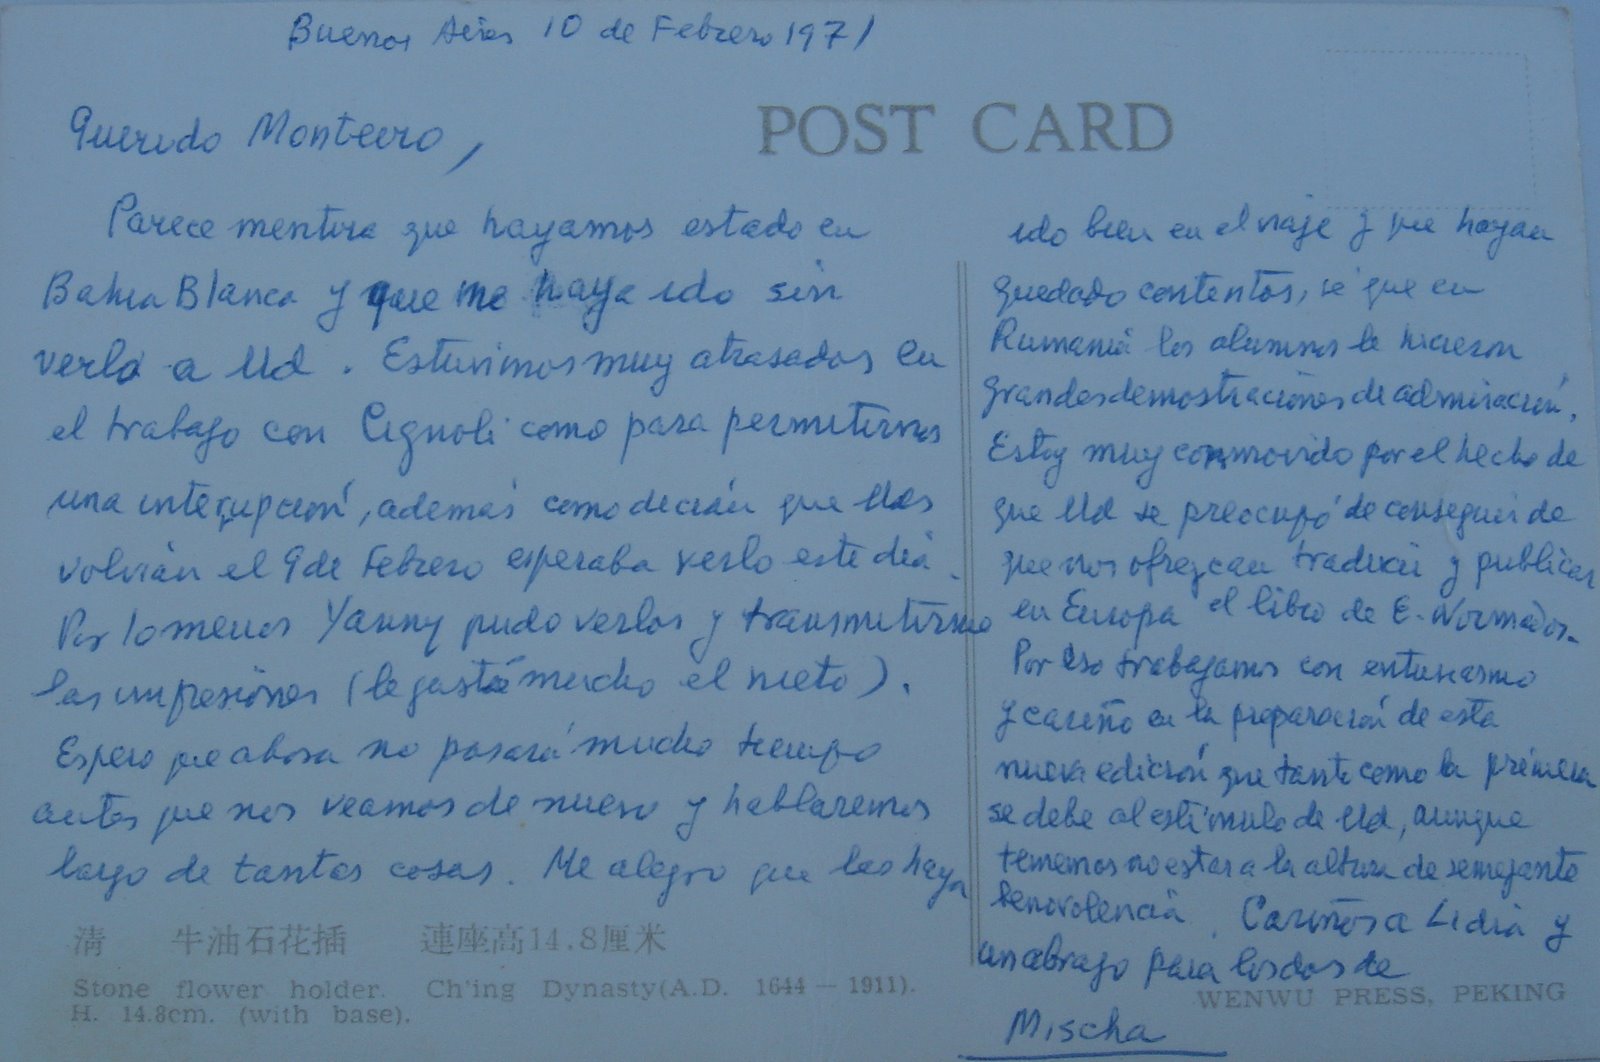 Buenos Aires 10 de Febrero 1971
POST CARD
Querido Monteiro,
Parece mentira que hayamos estado en
Bahia Blanca y que me haya ido sin
verlo a Ud. Estuvimos muy atrasados en
el trabajo con Cignoli como para permitirnos
una interrupción, además como decían que Uds
volvián el 9 de Febrero esperaba verlo este día.
Por lo menos Yanny pudo verlos y transmitirme
las impresiónes (le gustó mucho el nieto).
Espero que ahora no pasará mucho tiempo
antes que nos veamos de nuevo y hablaremos
largo de tantas cosas. Me alegro que les haya
ido bien en el viaje y que hayan
quedado contentos, sé que en
Rumania los alumnos le hicieron
grandes demostraciónes de admiración.
Estoy muy conmovido por el hecho de
que Ud se preocupó de conseguir de
que nos ofrezcan traducir y publicar
en Europa el libro de E. Normados.
Por eso trabajamos con entusiasmo
y cariño en la preparación de esta
nueva edición que tanto como la primera
se debe al estímulo de Ud, aunque
tememos no estar a la altura de semejante
benovolencia. Cariños a Lidia y
un abrazo para los dos de
Mischa
清 牛油石花插 連座高14.8厘米
Stone flower holder. Ch'ing Dynasty(A.D. 1644－1911).
H. 14.8cm. (with base).
WENWU PRESS, PEKING